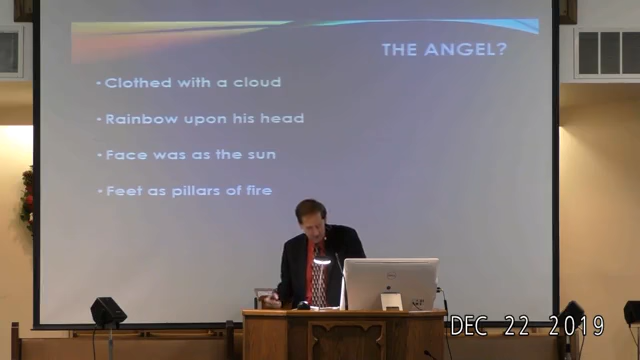 THE ANGEL?
• Clothed with a cloud
• Rainbow upon his head
• Face was as the sun
• Feet as pillars of fire
DEC 22 2019